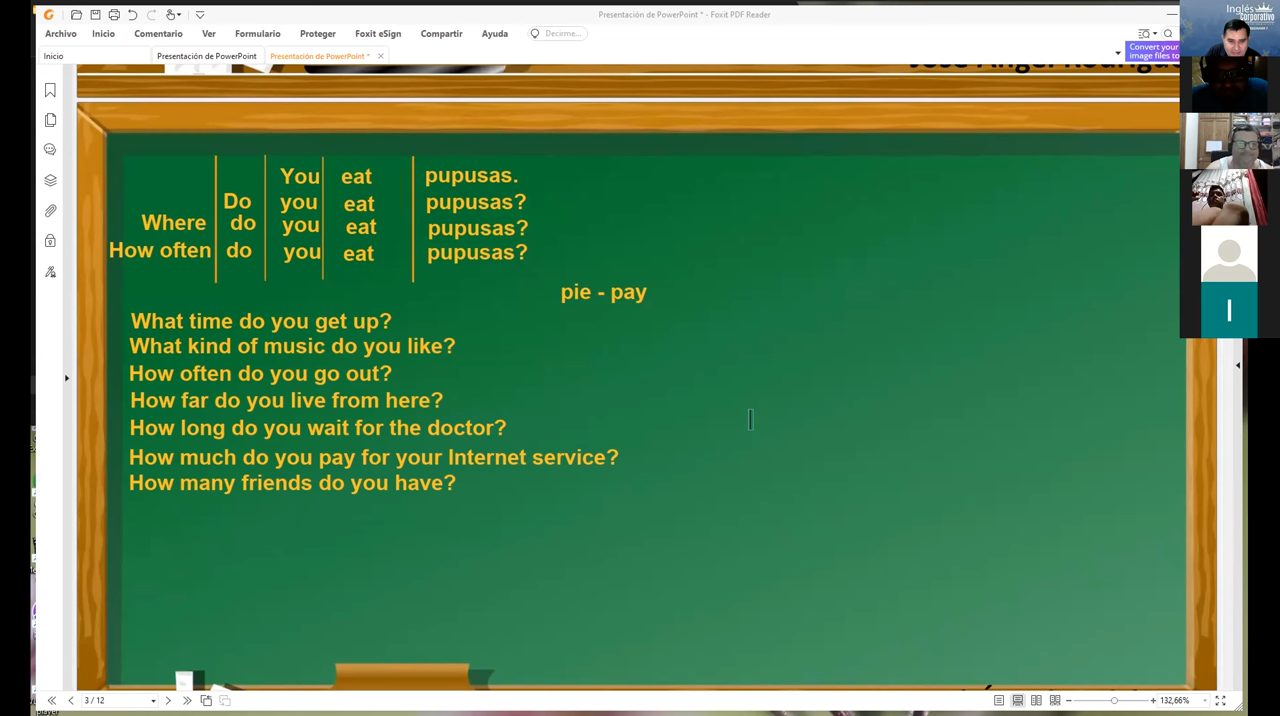 Presentación de PowerPoint * - Foxit PDF Reader
Archivo Inicio Comentario Ver Formulario Proteger Foxit eSign Compartir Ayuda Decirme...
Inicio Presentación de PowerPoint Presentación de PowerPoint *
Convert your
image files to
Inglés
Corporativo
You eat pupusas.
Do you eat pupusas?
Where do you eat pupusas?
How often do you eat pupusas?
pie - pay
What time do you get up?
What kind of music do you like?
How often do you go out?
How far do you live from here?
How long do you wait for the doctor?
How much do you pay for your Internet service?
How many friends do you have?
I
3 / 12
132,66%
player